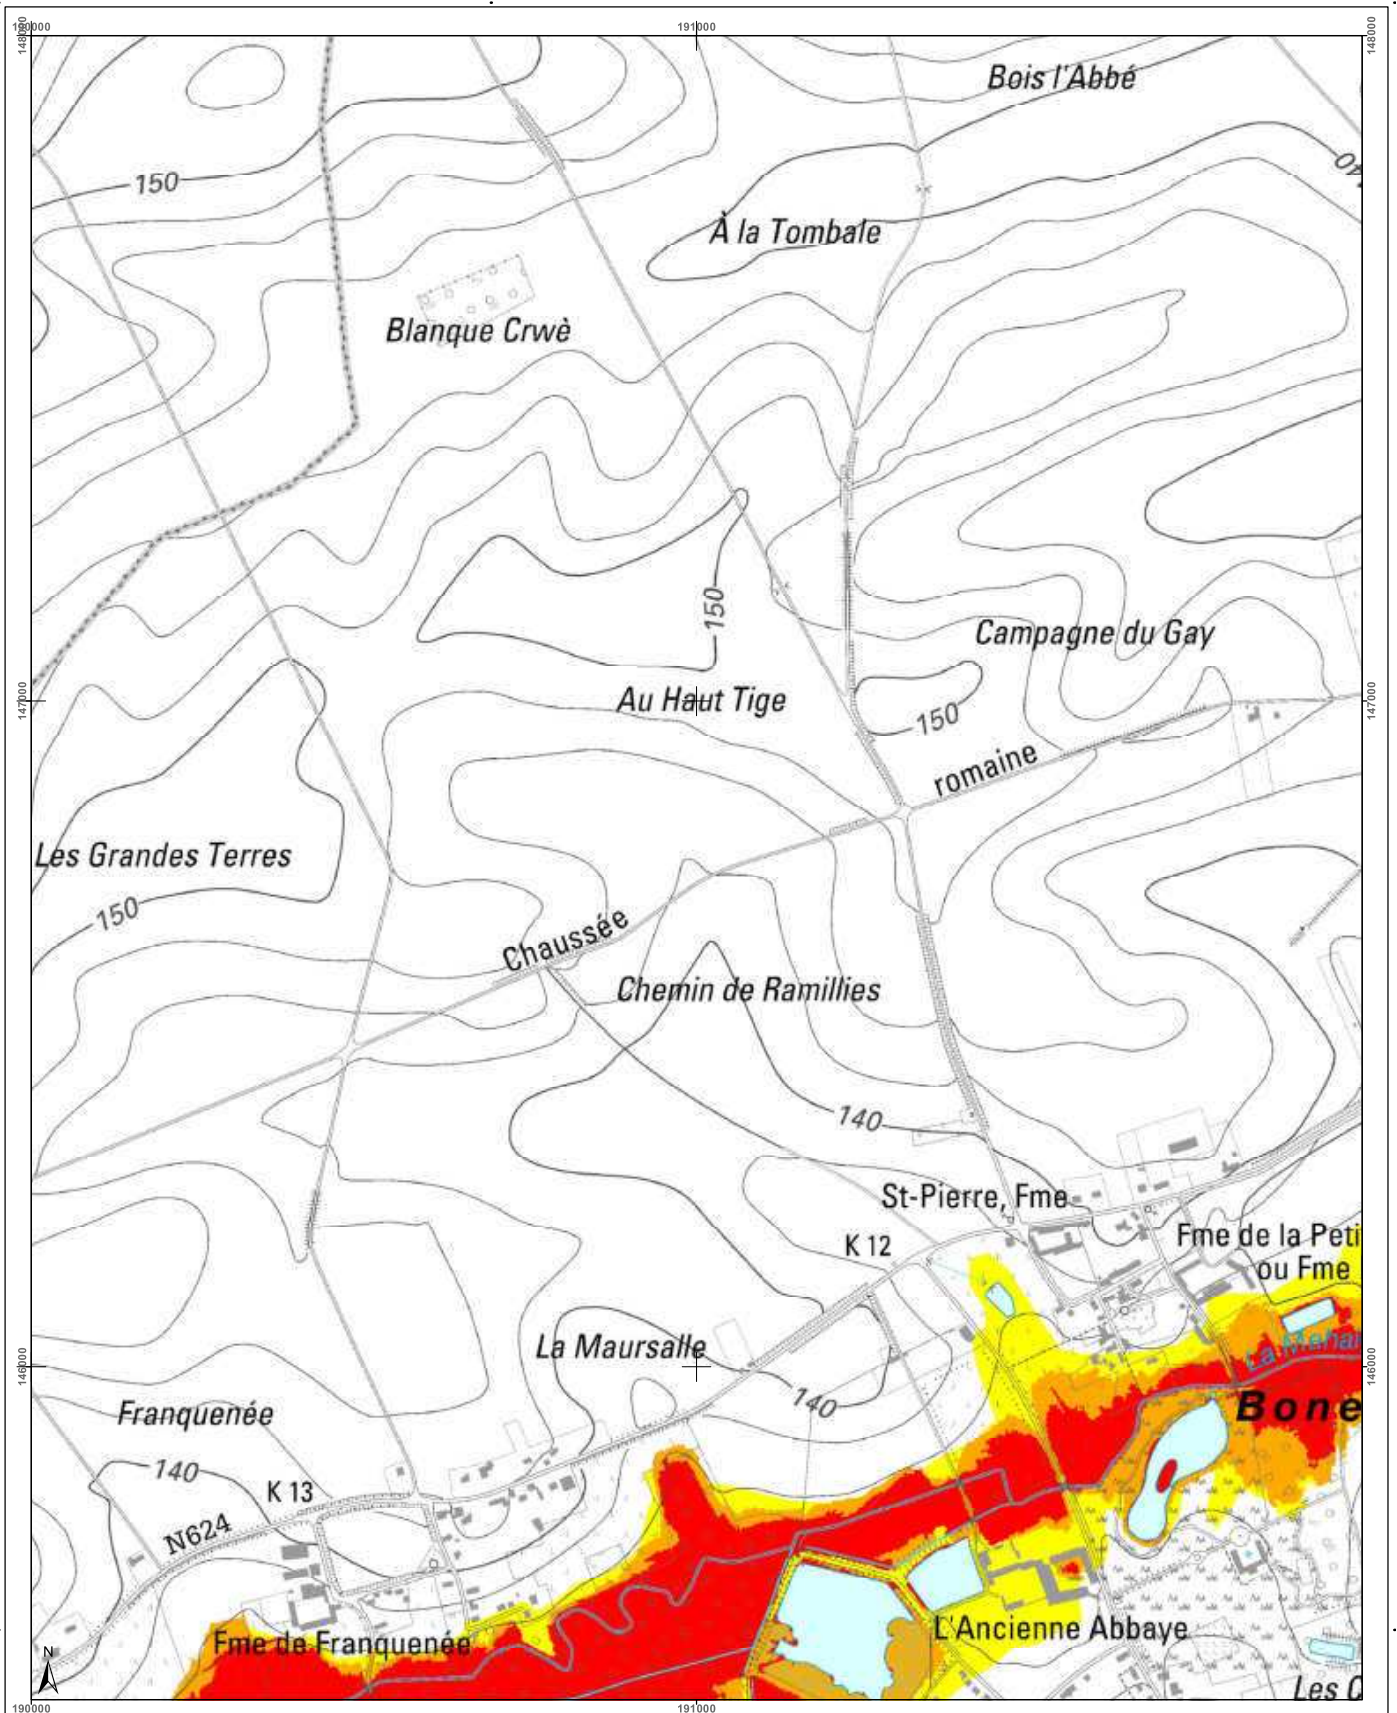 190000
191000
148000
148000
Bois l'Abbé
150
À la Tombale
Blanque Crwè
150
Campagne du Gay
147000
147000
Au Haut Tige
150
romaine
Les Grandes Terres
150
Chaussée
Chemin de Ramillies
140
St-Pierre, Fme
K 12
Fme de la Peti
ou Fme
La Maursalle
La Mehai
146000
146000
140
Bone
Franquenée
140
K 13
N624
L'Ancienne Abbaye
Fme de Franquenée
N
Les C
190000
191000